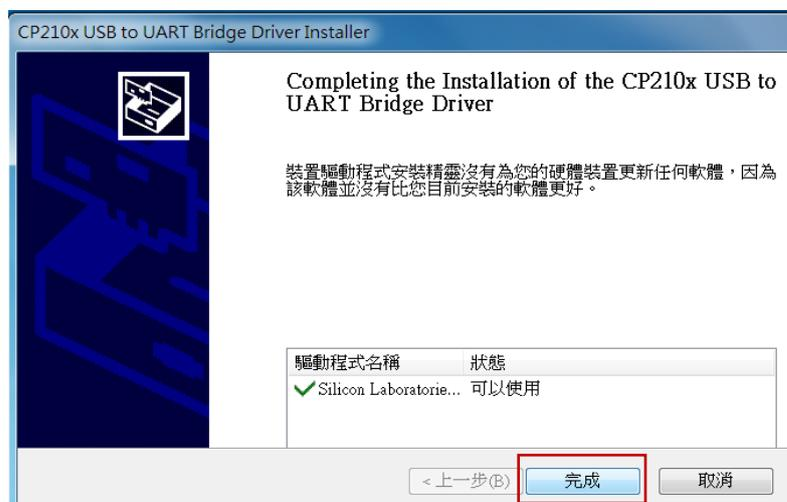 CP210x USB to UART Bridge Driver Installer
Completing the Installation of the CP210x USB to
UART Bridge Driver
裝置驅動程式安裝精靈沒有為您的硬體裝置更新任何軟體，因為
該軟體並沒有比您目前安裝的軟體更好。
驅動程式名稱 狀態
Silicon Laboratorie... 可以使用
<上一步(B) 完成 取消